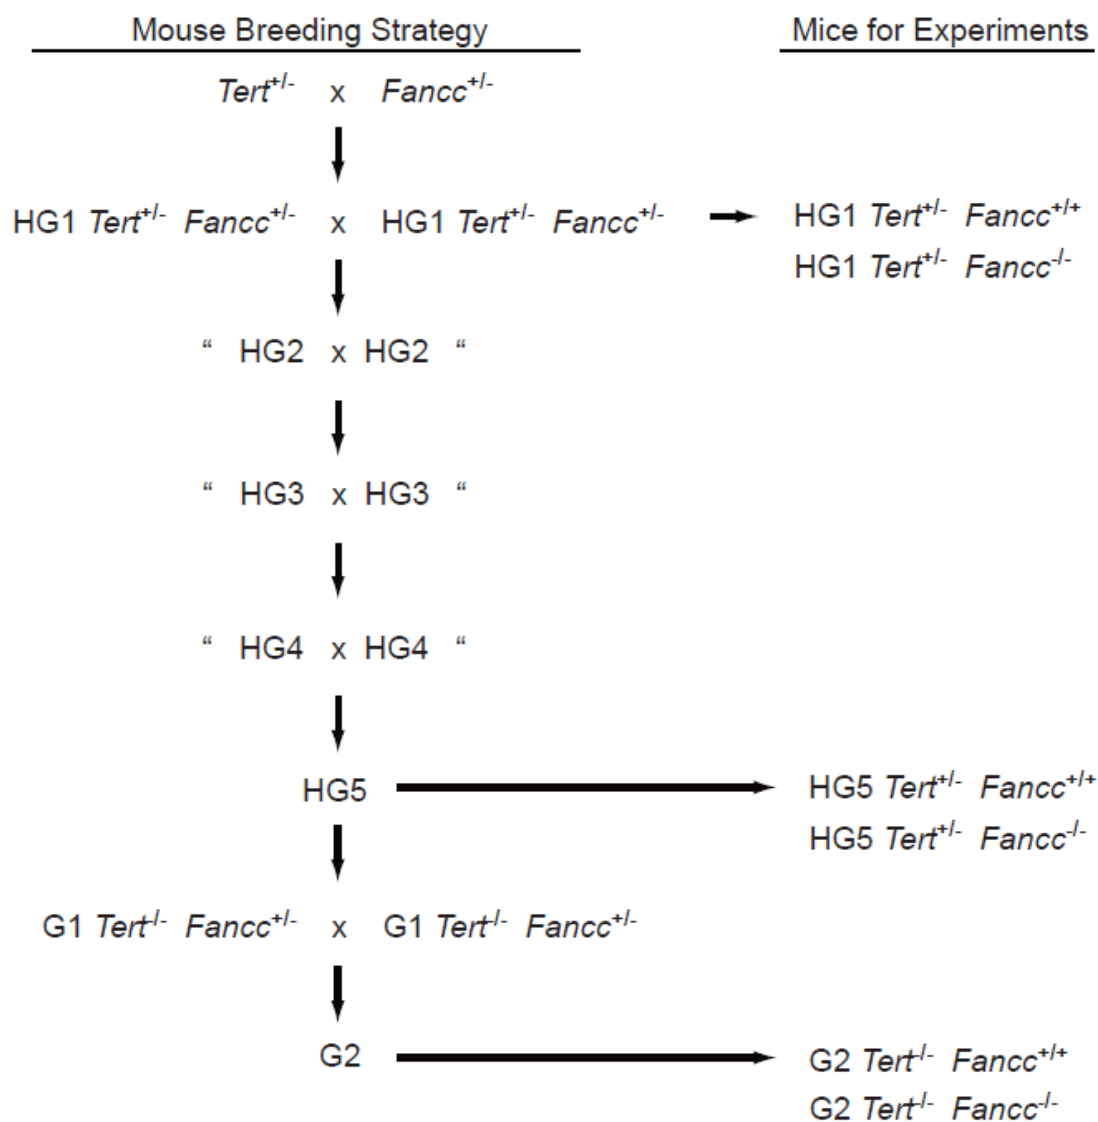 Mouse Breeding Strategy Mice for Experiments
Tert+/- x Fancc+/-
HG1 Tert+/- Fancc+/- x HG1 Tert+/- Fancc+/- HG1 Tert+/- Fancc+/+
HG1 Tert+/- Fancc-/-
“ HG2 x HG2 “
“ HG3 x HG3 “
“ HG4 x HG4 “
HG5 HG5 Tert+/- Fancc+/+
HG5 Tert+/- Fancc-/-
G1 Tert-/- Fancc+/- x G1 Tert-/- Fancc+/-
G2 G2 Tert-/- Fancc+/+
G2 Tert-/- Fancc-/-